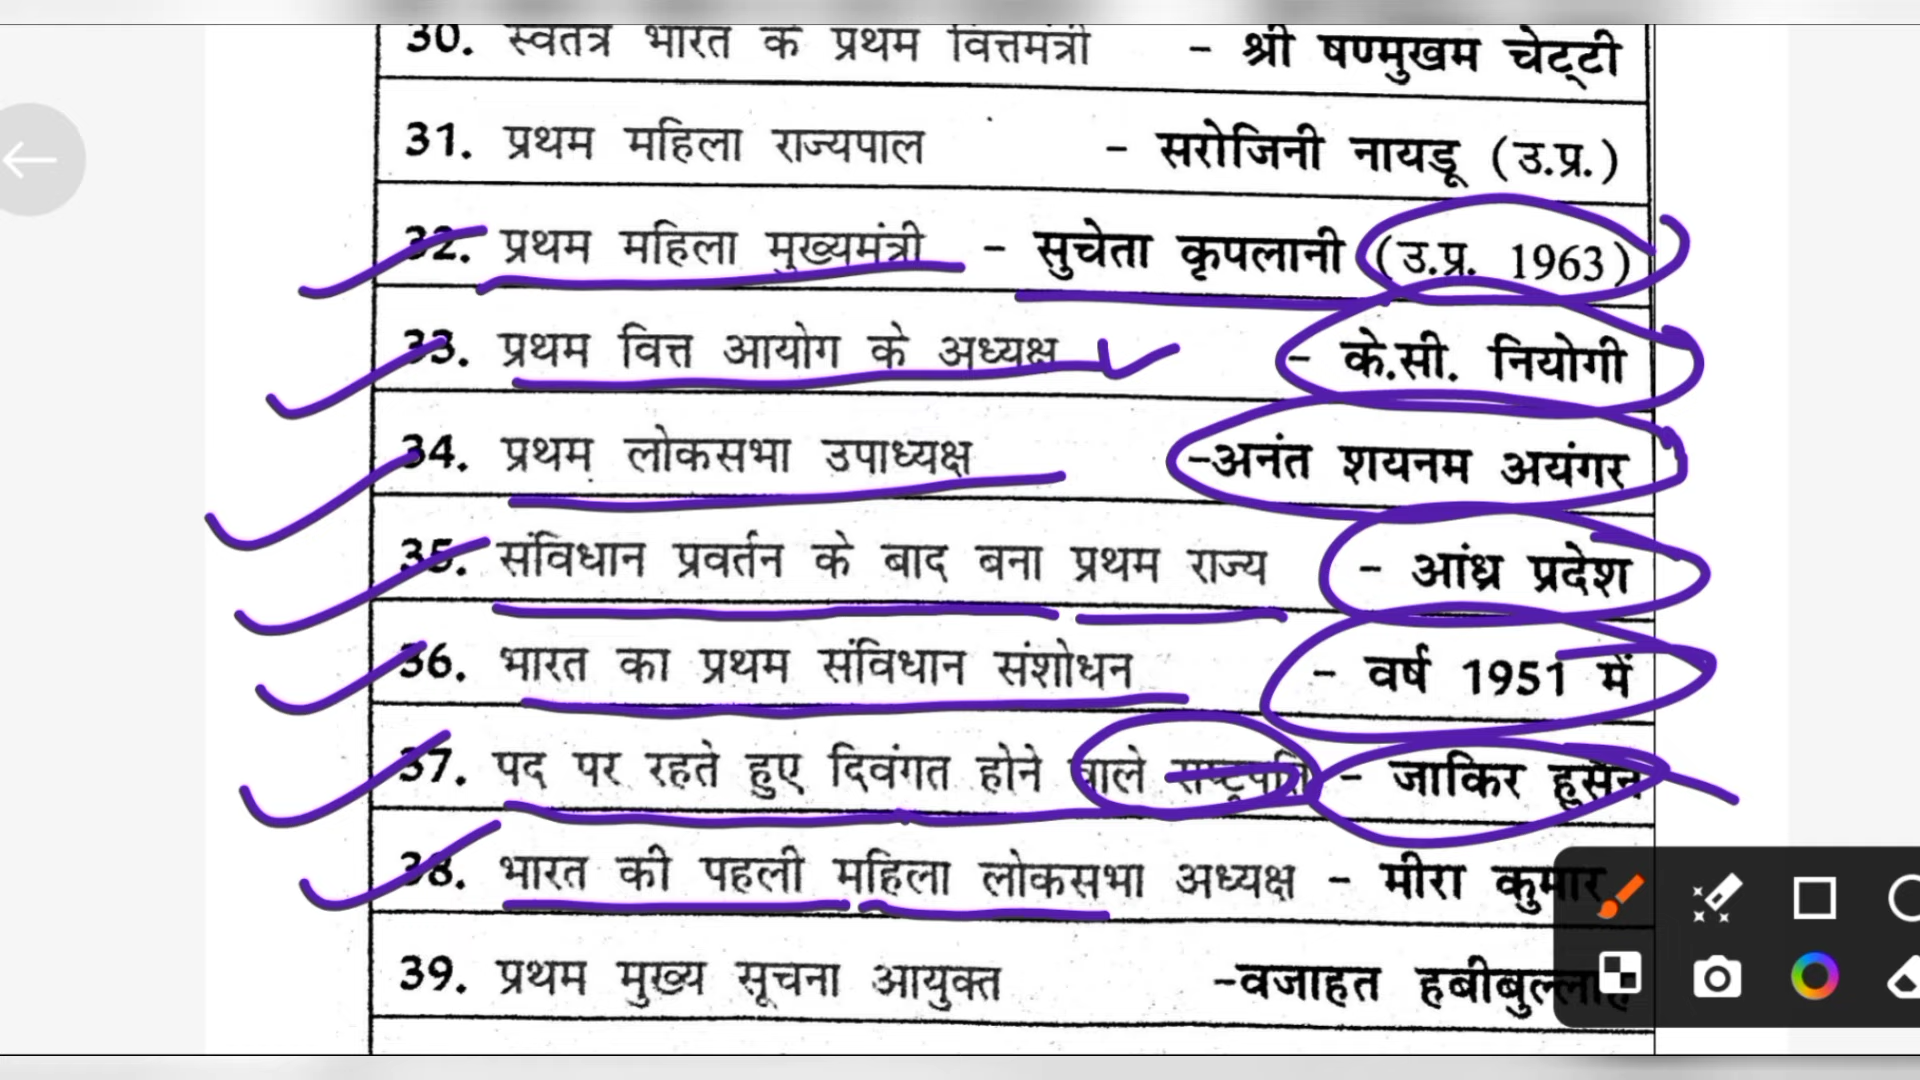 30. स्वतंत्र भारत के प्रथम वित्तमंत्री - श्री षण्मुखम चेट्टी
31. प्रथम महिला राज्यपाल - सरोजिनी नायडू (उ.प्र.)
32. प्रथम महिला मुख्यमंत्री - सुचेता कृपलानी (उ.प्र. 1963)
33. प्रथम वित्त आयोग के अध्यक्ष - के.सी. नियोगी
34. प्रथम लोकसभा उपाध्यक्ष -अनंत शयनम अयंगर
35. संविधान प्रवर्तन के बाद बना प्रथम राज्य - आंध्र प्रदेश
36. भारत का प्रथम संविधान संशोधन - वर्ष 1951 में
37. पद पर रहते हुए दिवंगत होने वाले राष्ट्रपति - जाकिर हुसैन
38. भारत की पहली महिला लोकसभा अध्यक्ष - मीरा कुमार
39. प्रथम मुख्य सूचना आयुक्त -वजाहत हबीबुल्लाह